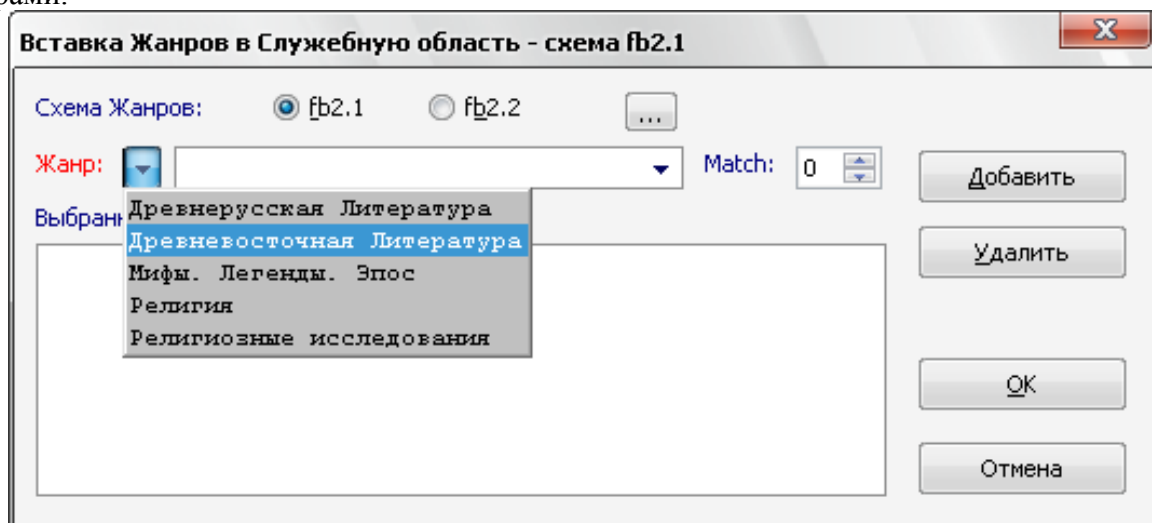 рами.
Вставка Жанров в Служебную область - схема fb2.1
Схема Жанров: fb2.1 fb2.2 ...
Жанр: Match: 0 Добавить
Древнерусская Литература
Древневосточная Литература
Удалить
Мифы. Легенды. Эпос
Религия
Религиозные исследования
OK
Отмена